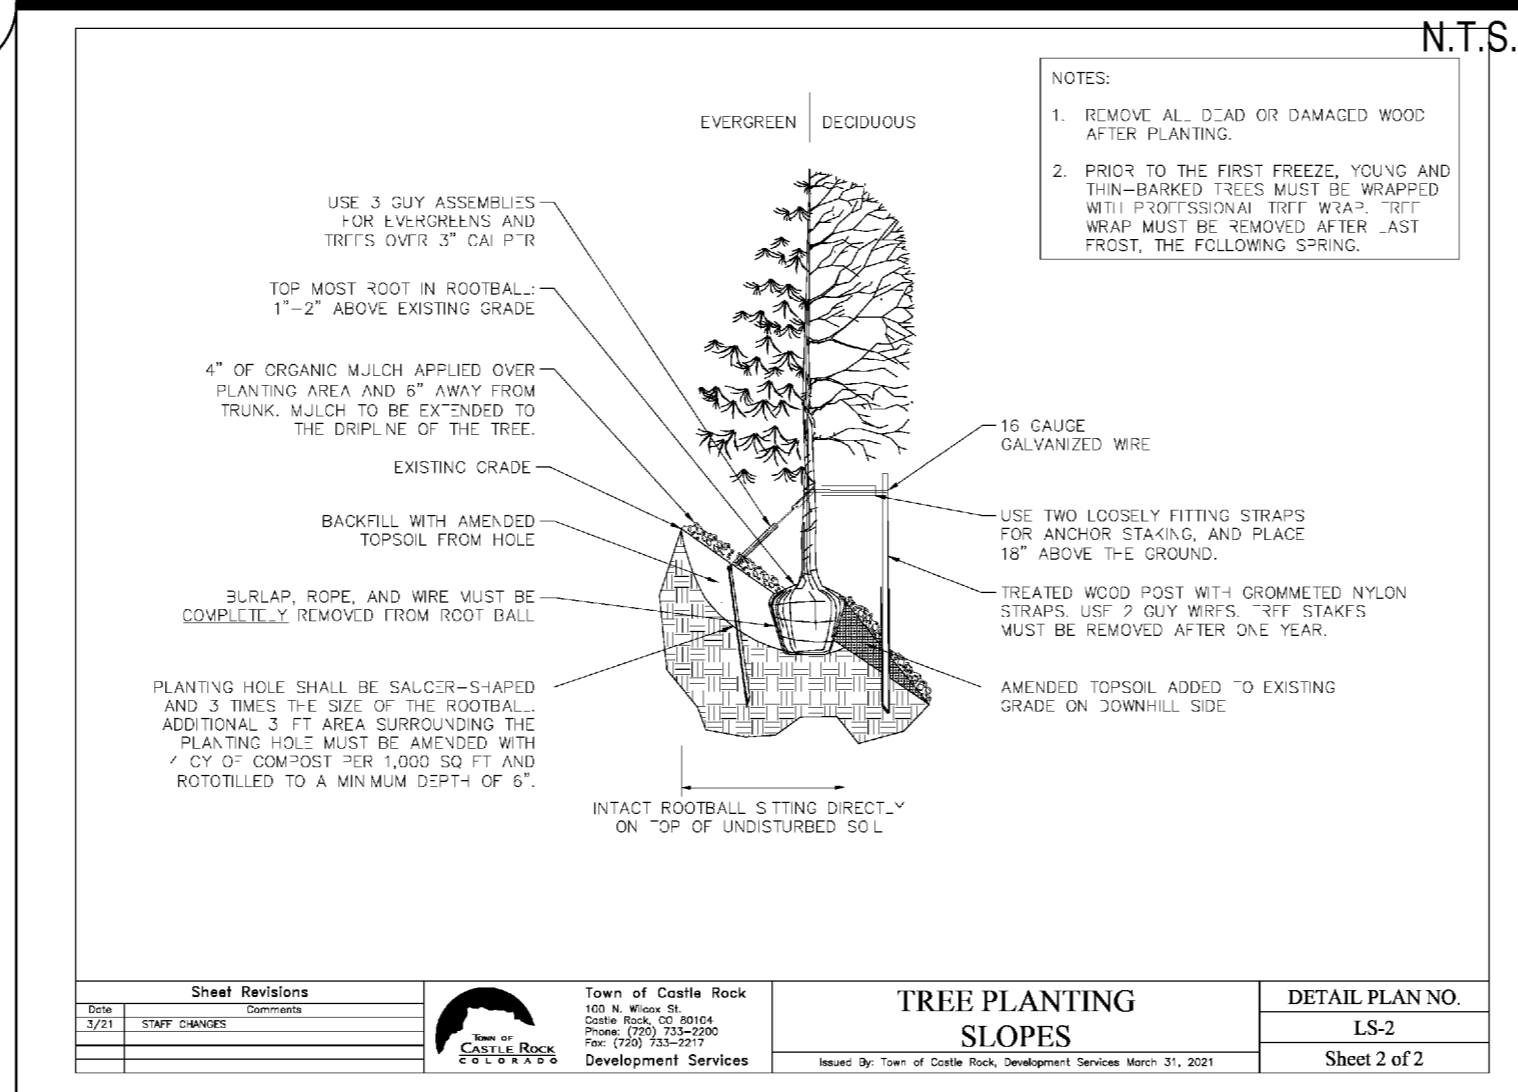 N.T.S.
NOTES:
1. REMOVE ALL DEAD OR DAMAGED WOOD
AFTER PLANTING.
2. PRIOR TO THE FIRST FREEZE, YOUNG AND
THIN-BARKED TREES MUST BE WRAPPED
WITH PROFESSIONAL TREE WRAP. TREE
WRAP MUST BE REMOVED AFTER LAST
FROST, THE FOLLOWING SPRING.
EVERGREEN
DECIDUOUS
USE 3 GUY ASSEMBLIES
FOR EVERGREENS AND
TREES OVER 3" CALIPER
TOP MOST ROOT IN ROOTBALL:
1"-2" ABOVE EXISTING GRADE
4" OF ORGANIC MULCH APPLIED OVER
PLANTING AREA AND 6" AWAY FROM
TRUNK. MULCH TO BE EXTENDED TO
THE DRIPLINE OF THE TREE.
EXISTING GRADE
BACKFILL WITH AMENDED
TOPSOIL FROM HOLE
BURLAP, ROPE, AND WIRE MUST BE
COMPLETELY REMOVED FROM ROOT BALL
PLANTING HOLE SHALL BE SAUCER-SHAPED
AND 3 TIMES THE SIZE OF THE ROOTBALL.
ADDITIONAL 3 FT AREA SURROUNDING THE
PLANTING HOLE MUST BE AMENDED WITH
CY OF COMPOST PER 1,000 SQ FT AND
ROTOTILLED TO A MINIMUM DEPTH OF 6".
16 GAUGE
GALVANIZED WIRE
USE TWO LOOSELY FITTING STRAPS
FOR ANCHOR STAKING, AND PLACE
18" ABOVE THE GROUND.
TREATED WOOD POST WITH GROMMETED NYLON
STRAPS. USE 2 GUY WIRES. TREE STAKES
MUST BE REMOVED AFTER ONE YEAR.
AMENDED TOPSOIL ADDED TO EXISTING
GRADE ON DOWNHILL SIDE
INTACT ROOTBALL SITTING DIRECTLY
ON TOP OF UNDISTURBED SOIL
Sheet Revisions
Date Comments
3/21 STAFF CHANGES
TOWN OF
CASTLE ROCK
COLORADO
Town of Castle Rock
100 N. Wilcox St.
Castle Rock, CO 80104
Phone: (720) 733-2200
Fax: (720) 733-2217
Development Services
TREE PLANTING
SLOPES
Issued By: Town of Castle Rock, Development Services March 31, 2021
DETAIL PLAN NO.
LS-2
Sheet 2 of 2